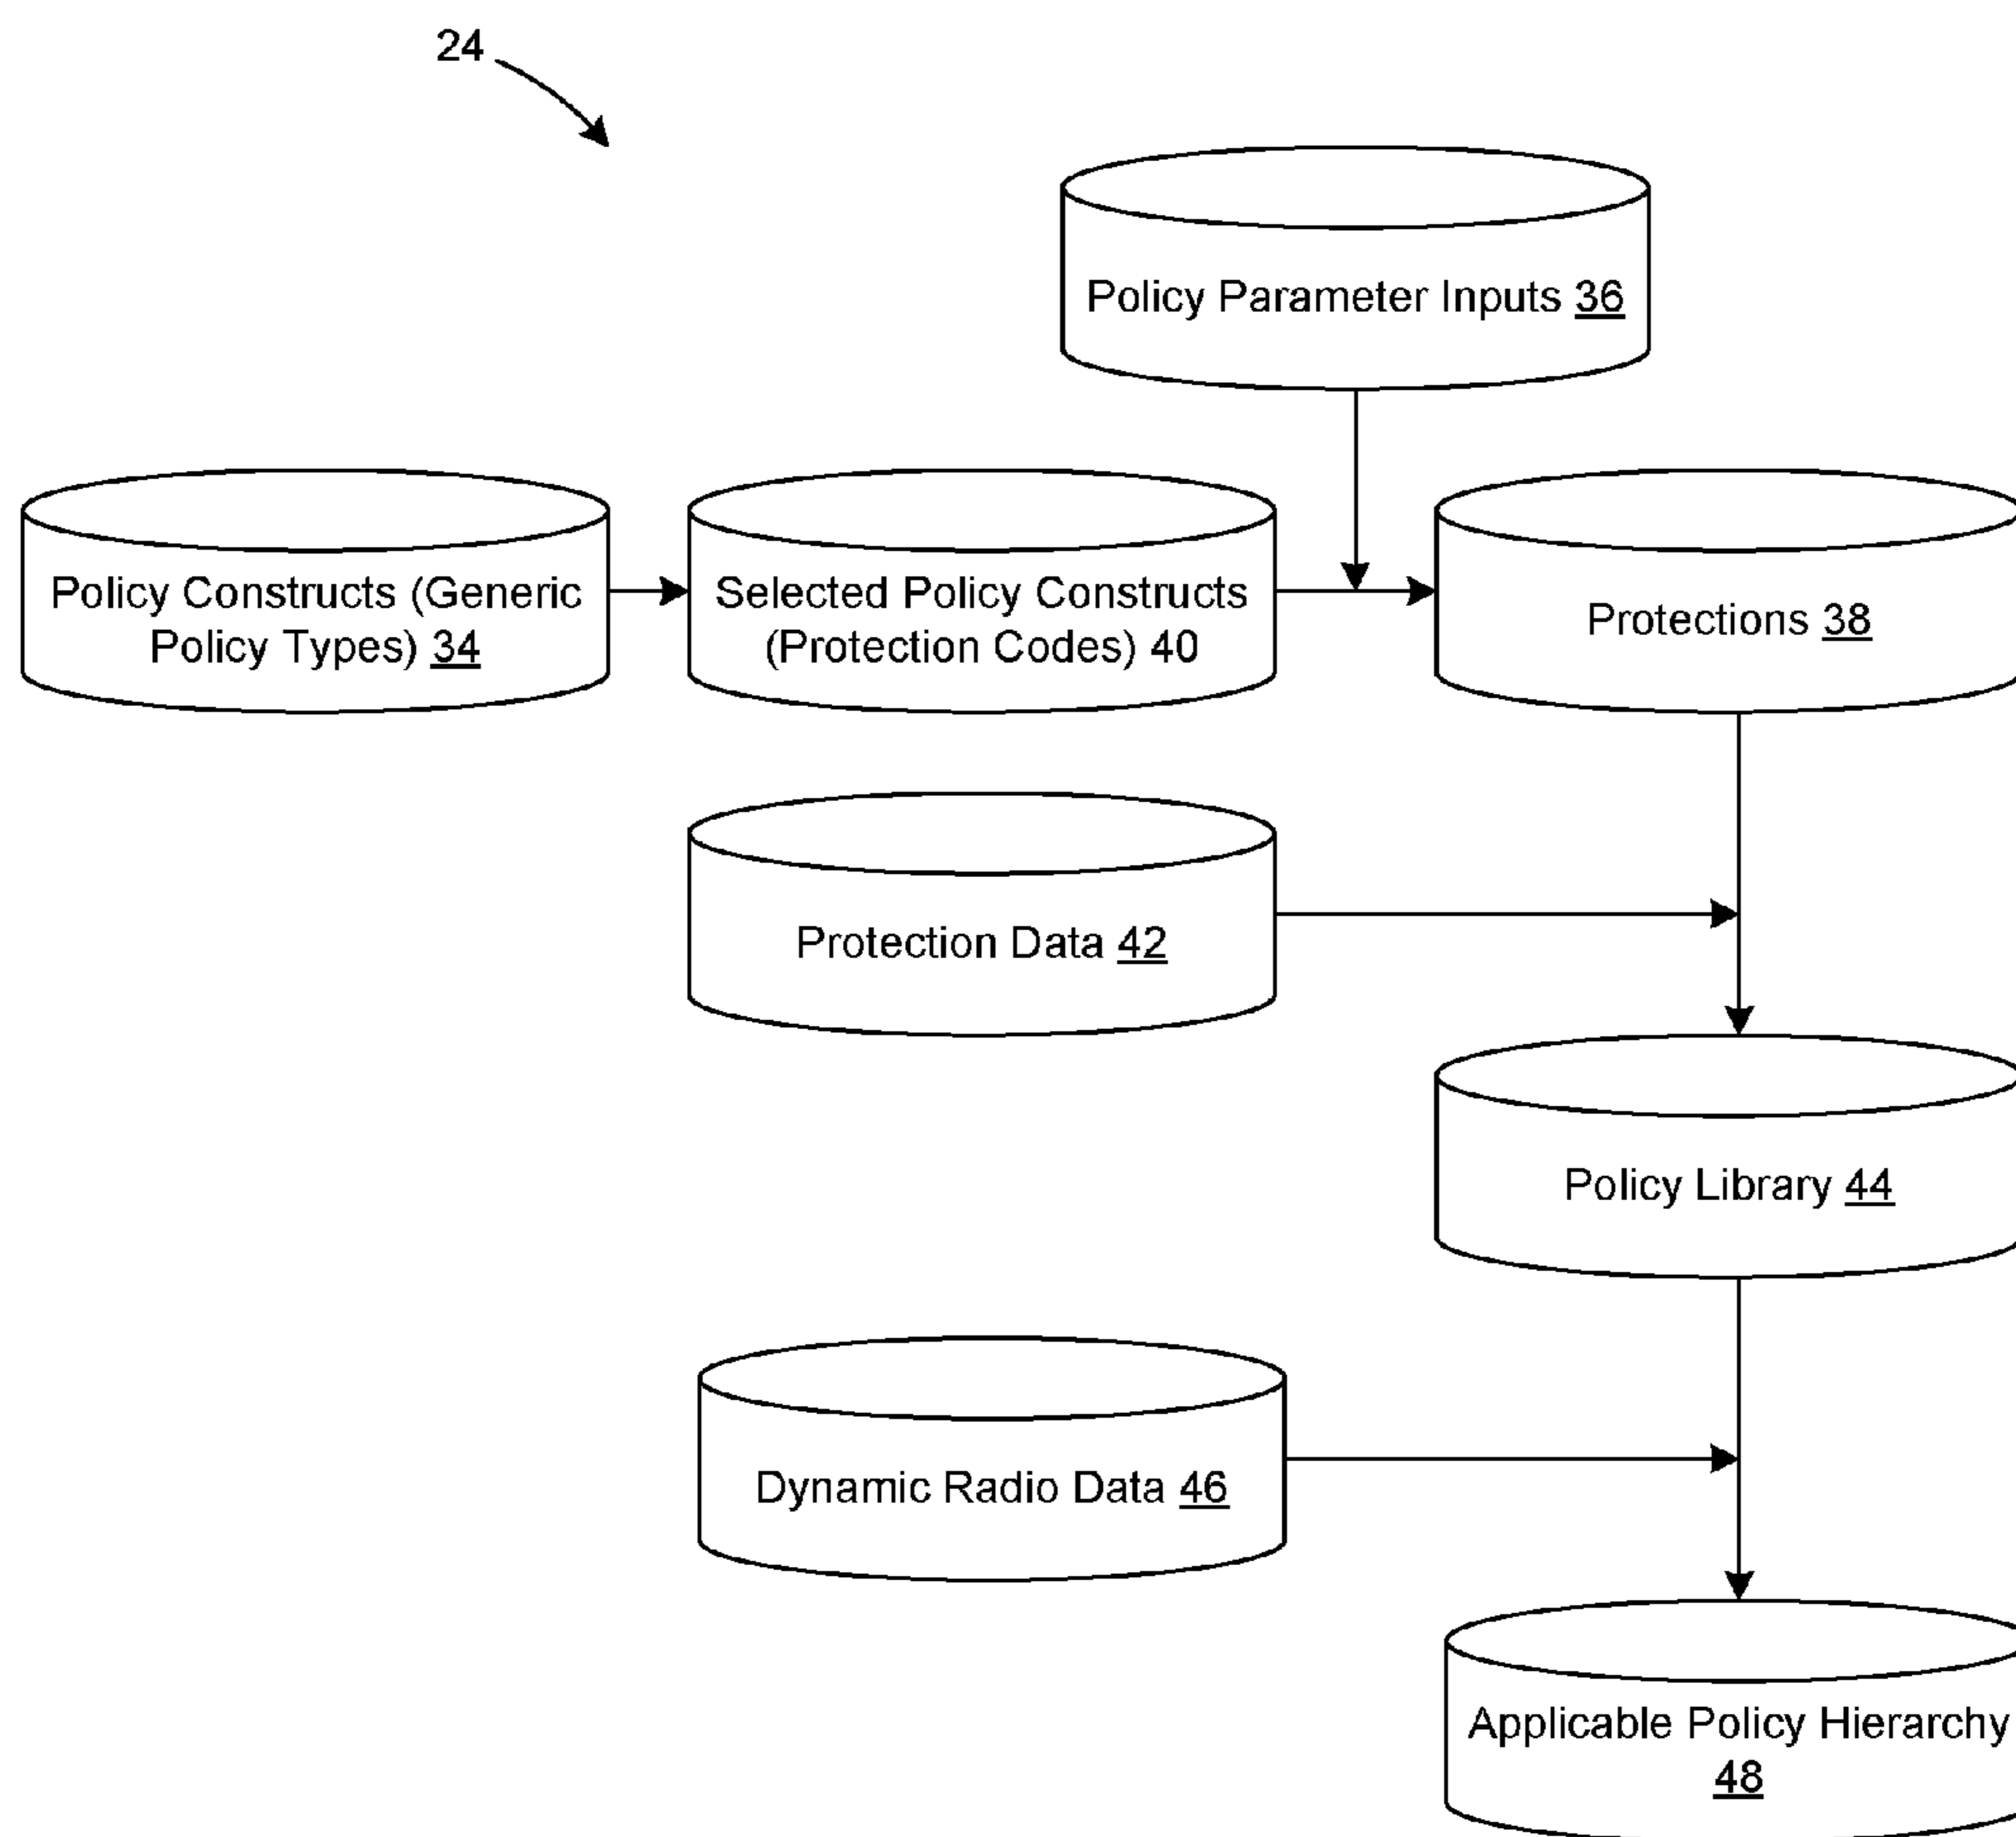 24
Policy Parameter Inputs 36
Policy Constructs (Generic
Policy Types) 34
Selected Policy Constructs
(Protection Codes) 40
Protections 38
Protection Data 42
Policy Library 44
Dynamic Radio Data 46
Applicable Policy Hierarchy
48